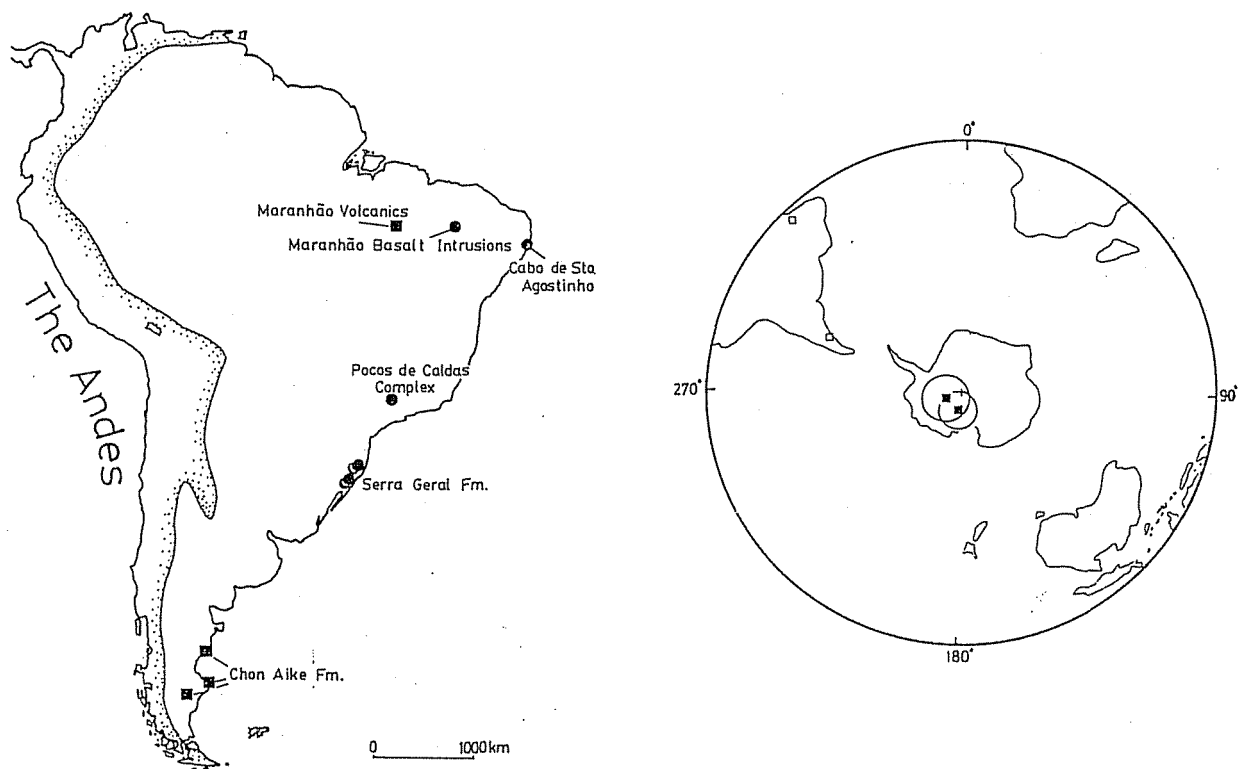 Maranhão Volcanics
Maranhão Basalt Intrusions
Cabo de Sta
Agostinho
The Andes
Pocos de Caldas
Complex
Serra Geral Fm.
Chon Aike Fm.
0 1000km
0°
270°
90°
180°